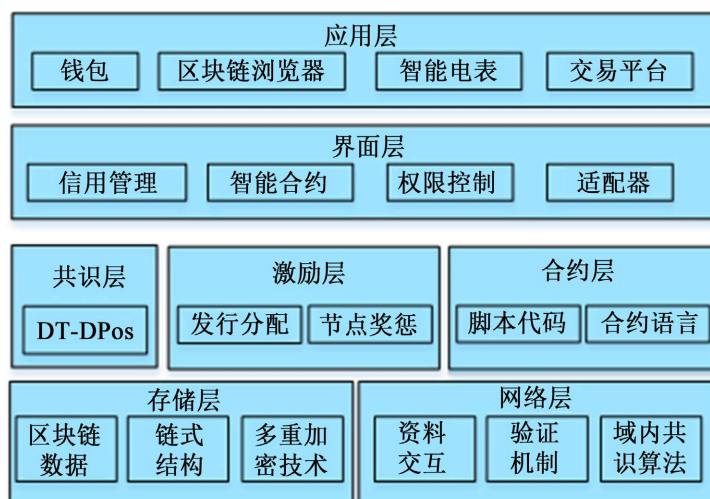 应用层
钱包 区块链浏览器 智能电表 交易平台
界面层
信用管理 智能合约 权限控制 适配器
共识层 激励层 合约层
DT-DPos 发行分配 节点奖惩 脚本代码 合约语言
存储层 网络层
区块链 链式 多重加 资料 验证 域内共
数据 结构 密技术 交互 机制 识算法